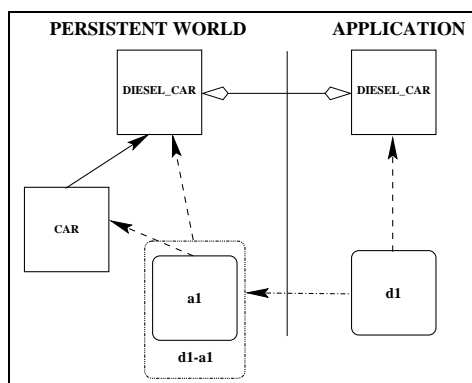 PERSISTENT WORLD
APPLICATION
DIESEL_CAR
DIESEL_CAR
CAR
a1
d1
d1-a1